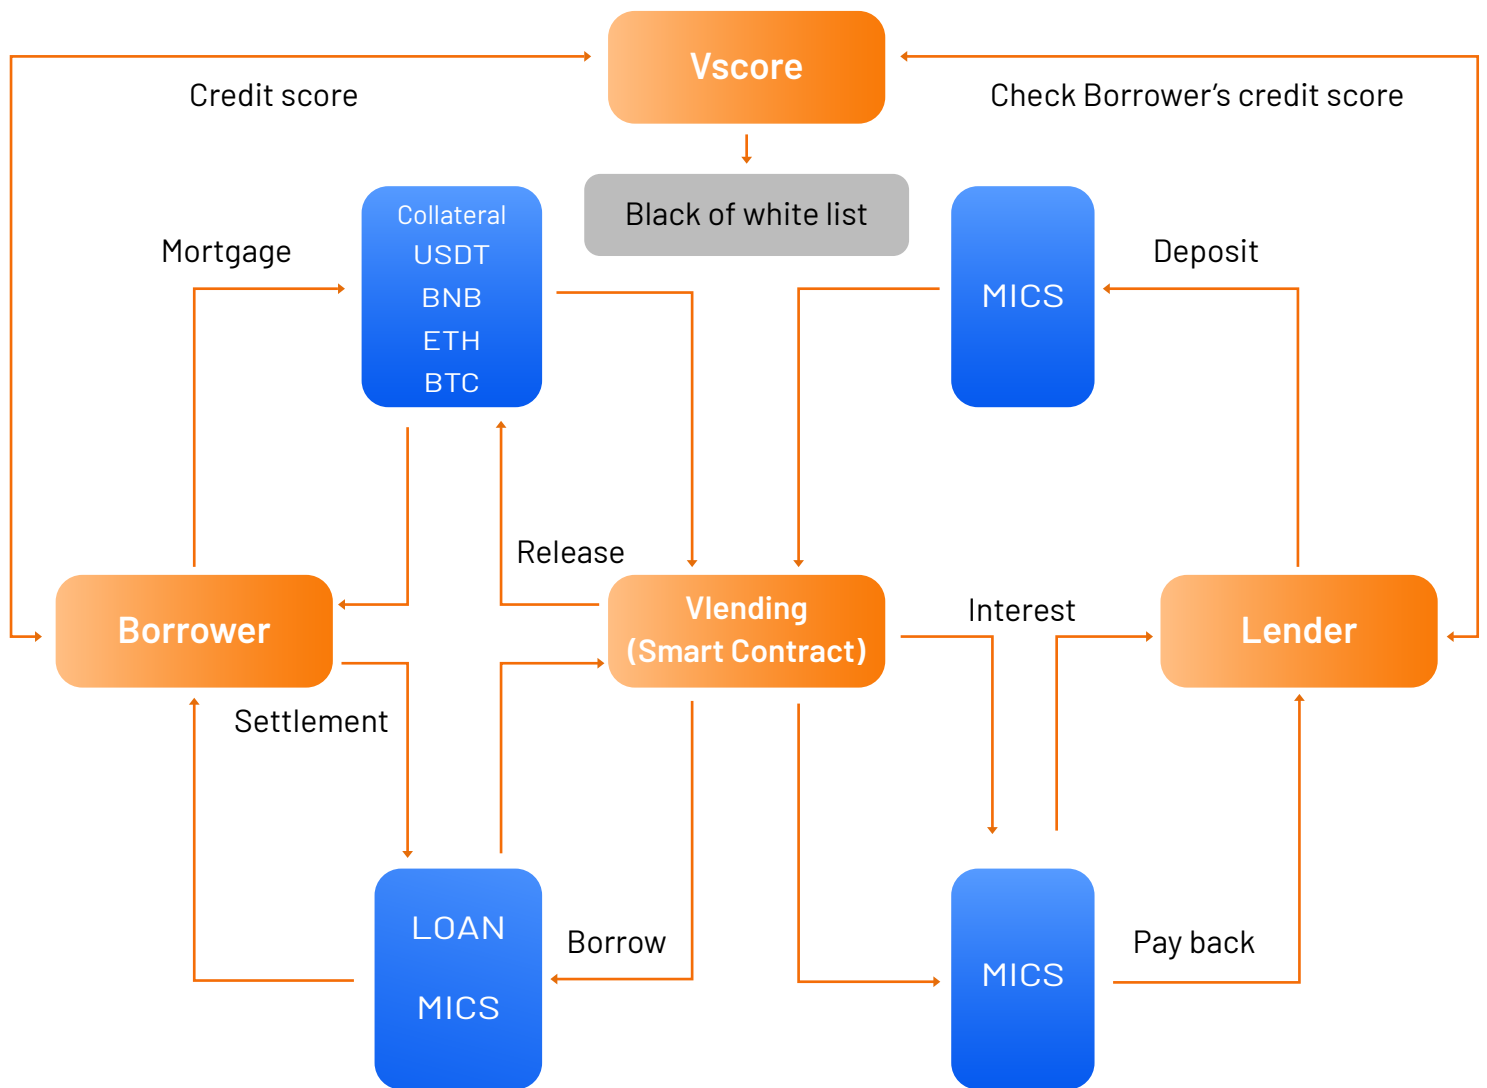 Vscore
Credit score
Check Borrower's credit score
Black of white list
Collateral
USDT
BNB
ETH
BTC
Mortgage
MICS
Deposit
Release
Borrower
Vlending
(Smart Contract)
Interest
Lender
Settlement
LOAN
MICS
Borrow
MICS
Pay back